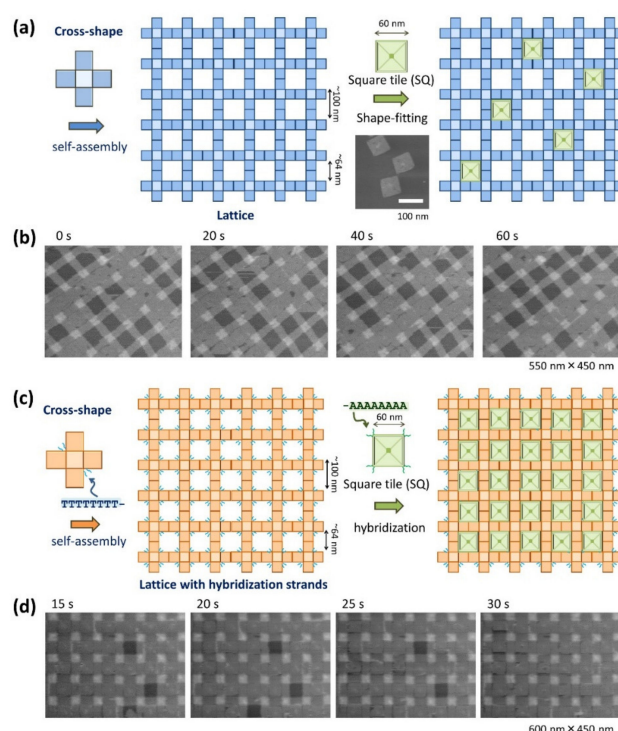 (a)
Cross-shape
self-assembly
~100 nm
~64 nm
Lattice
60 nm
Square tile (SQ)
Shape-fitting
100 nm
(b)
0 s
20 s
40 s
60 s
550 nm × 450 nm
(c)
Cross-shape
TTTTTTTT-
self-assembly
~100 nm
~64 nm
Lattice with hybridization strands
-AAAAAAAA
60 nm
Square tile (SQ)
hybridization
(d)
15 s
20 s
25 s
30 s
600 nm × 450 nm